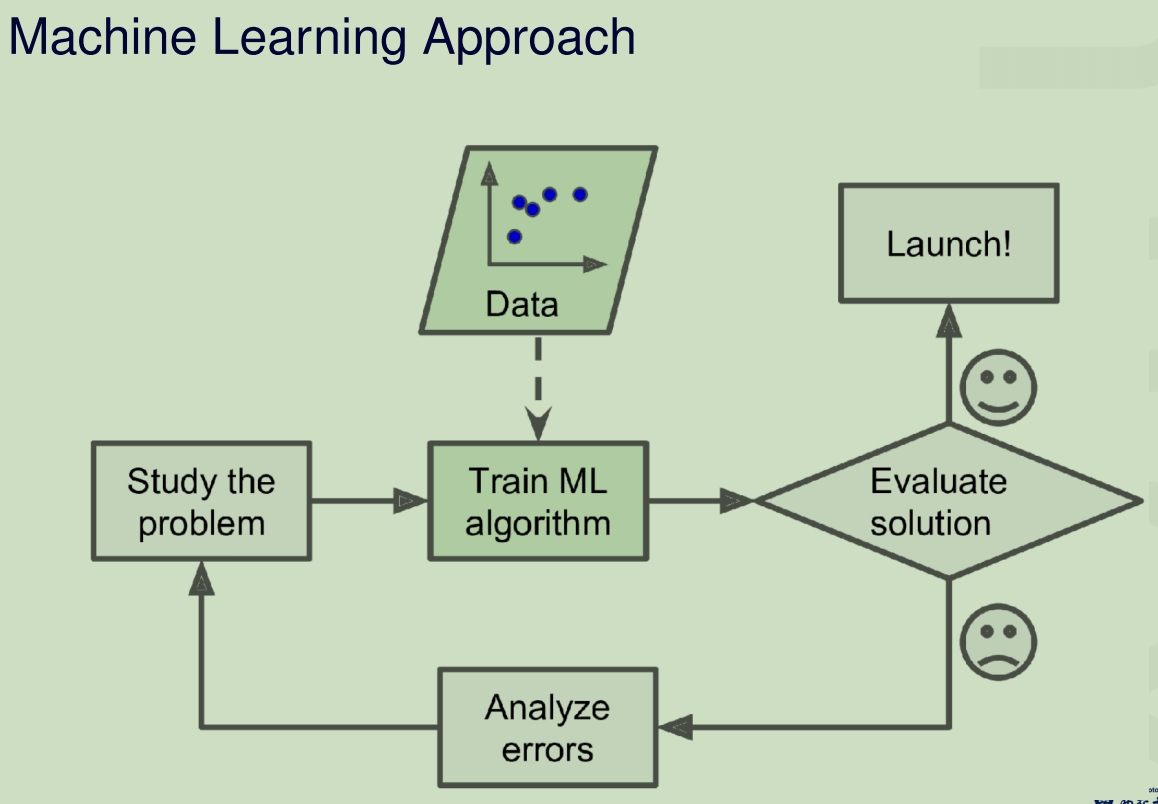 Machine Learning Approach
Data
Launch!
Study the
problem
Train ML
algorithm
Evaluate
solution
Analyze
errors